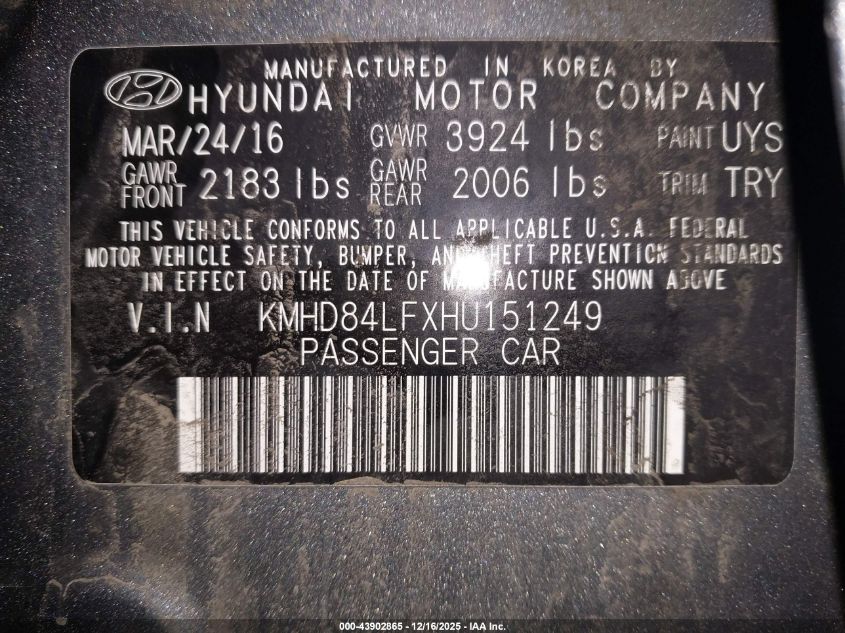 MANUFACTURED IN KOREA BY
HYUNDAI MOTOR COMPANY
MAR/24/16 GVWR 3924 lbs PAINT UYS
GAWR FRONT 2183 lbs GAWR REAR 2006 lbs TRIM TRY
THIS VEHICLE CONFORMS TO ALL APPLICABLE U.S.A. FEDERAL
MOTOR VEHICLE SAFETY, BUMPER, AND THEFT PREVENTION STANDARDS
IN EFFECT ON THE DATE OF MANUFACTURE SHOWN ABOVE
V.I.N KMHD84LFXHU151249
PASSENGER CAR
000-43902865 - 12/16/2025 - IAA Inc.